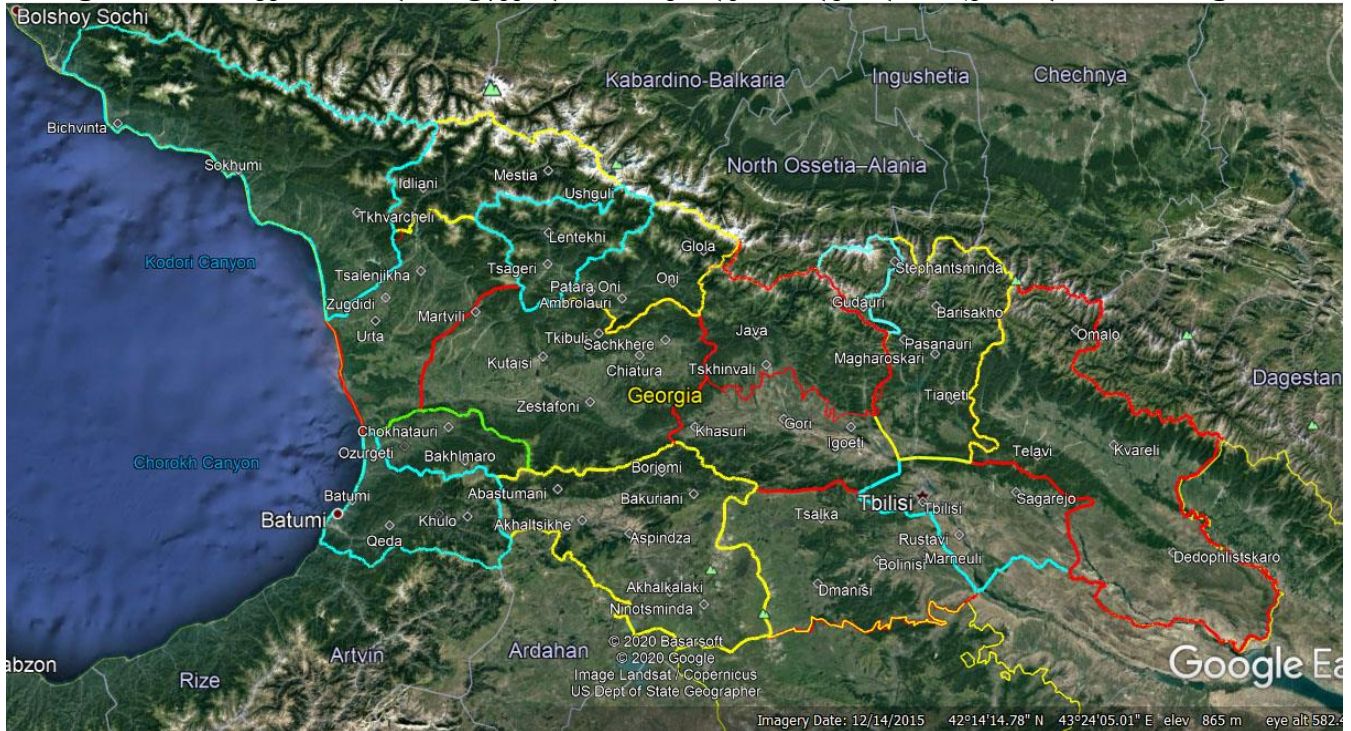 Bolshoy Sochi
Kabardino-Balkaria
Ingushetia
Chechnya
Bichvinta
Sokhumi
North Ossetia–Alania
Mestia
Idliani
Ushguli
Tkhvarcheli
Lentekhi
Glola
Kodori Canyon
Stephantsminda
Tsalenjikha
Tsageri
Oni
Patara Oni
Zugdidi
Ambrolauri
Gudauri
Barisakho
Martvili
Urta
Java
Omalo
Tkibuli
Sachkhere
Pasanauri
Kutaisi
Magharoskari
Chiatura
Tskhinvali
Dagestan
Georgia
Tianeti
Zestafoni
Chokhatauri
Khasuri
Gori
Igoeti
Kvareli
Ozurgeti
Telavi
Chorokh Canyon
Bakhlmaro
Borjomi
Batumi
Abastumani
Bakuriani
Sagarejo
Batumi
Tbilisi
Tbilisi
Khulo
Akhaltsikhe
Tsalka
Qeda
Aspindza
Rustavi
Marneuli
Dedophlistskaro
Bolinisi
Akhalkalaki
Dmanisi
Ninotsminda
© 2020 Basarsoft
Ardahan
© 2020 Google
Artvin
abzon
Image Landsat / Copernicus
Google Ea
Rize
US Dept of State Geographer
Imagery Date: 12/14/2015 42°14'14.78" N 43°24'05.01" E elev 865 m eye alt 582.4